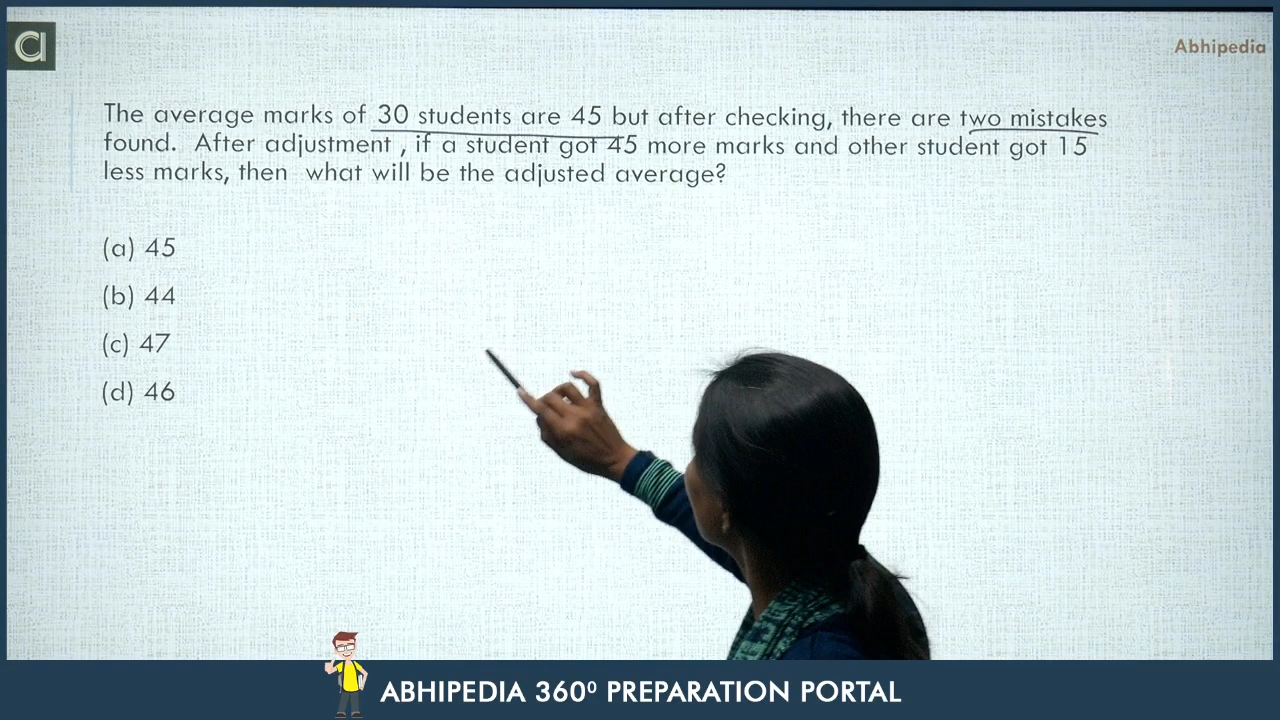 Abhipedia
The average marks of 30 students are 45 but after checking, there are two mistakes
found. After adjustment , if a student got 45 more marks and other student got 15
less marks, then what will be the adjusted average?
(a) 45
(b) 44
(c) 47
(d) 46
ABHIPEDIA 360⁰ PREPARATION PORTAL